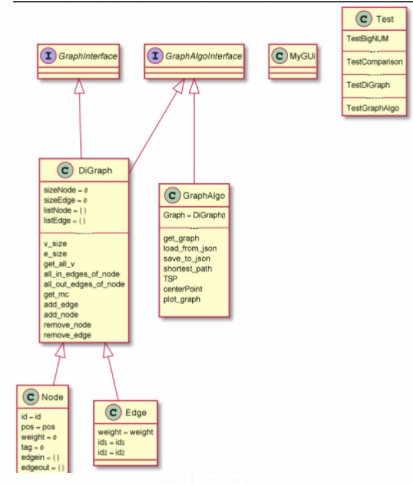 C Test
TestBigNUM
TestComparison
TestDiGraph
TestGraphAlgo
I GraphInterface
I GraphAlgoInterface
C MyGUi
C DiGraph
sizeNode = 0
sizeEdge = 0
listNode = {}
listEdge = {}
v_size
e_size
get_all_v
all_in_edges_of_node
all_out_edges_of_node
get_mc
add_edge
add_node
remove_node
remove_edge
C GraphAlgo
Graph = DiGraph()
get_graph
load_from_json
save_to_json
shortest_path
TSP
centerPoint
plot_graph
C Node
id = id
pos = pos
weight = 0
tag = 0
edgein = {}
edgeout = {}
C Edge
weight = weight
id1 = id1
id2 = id2